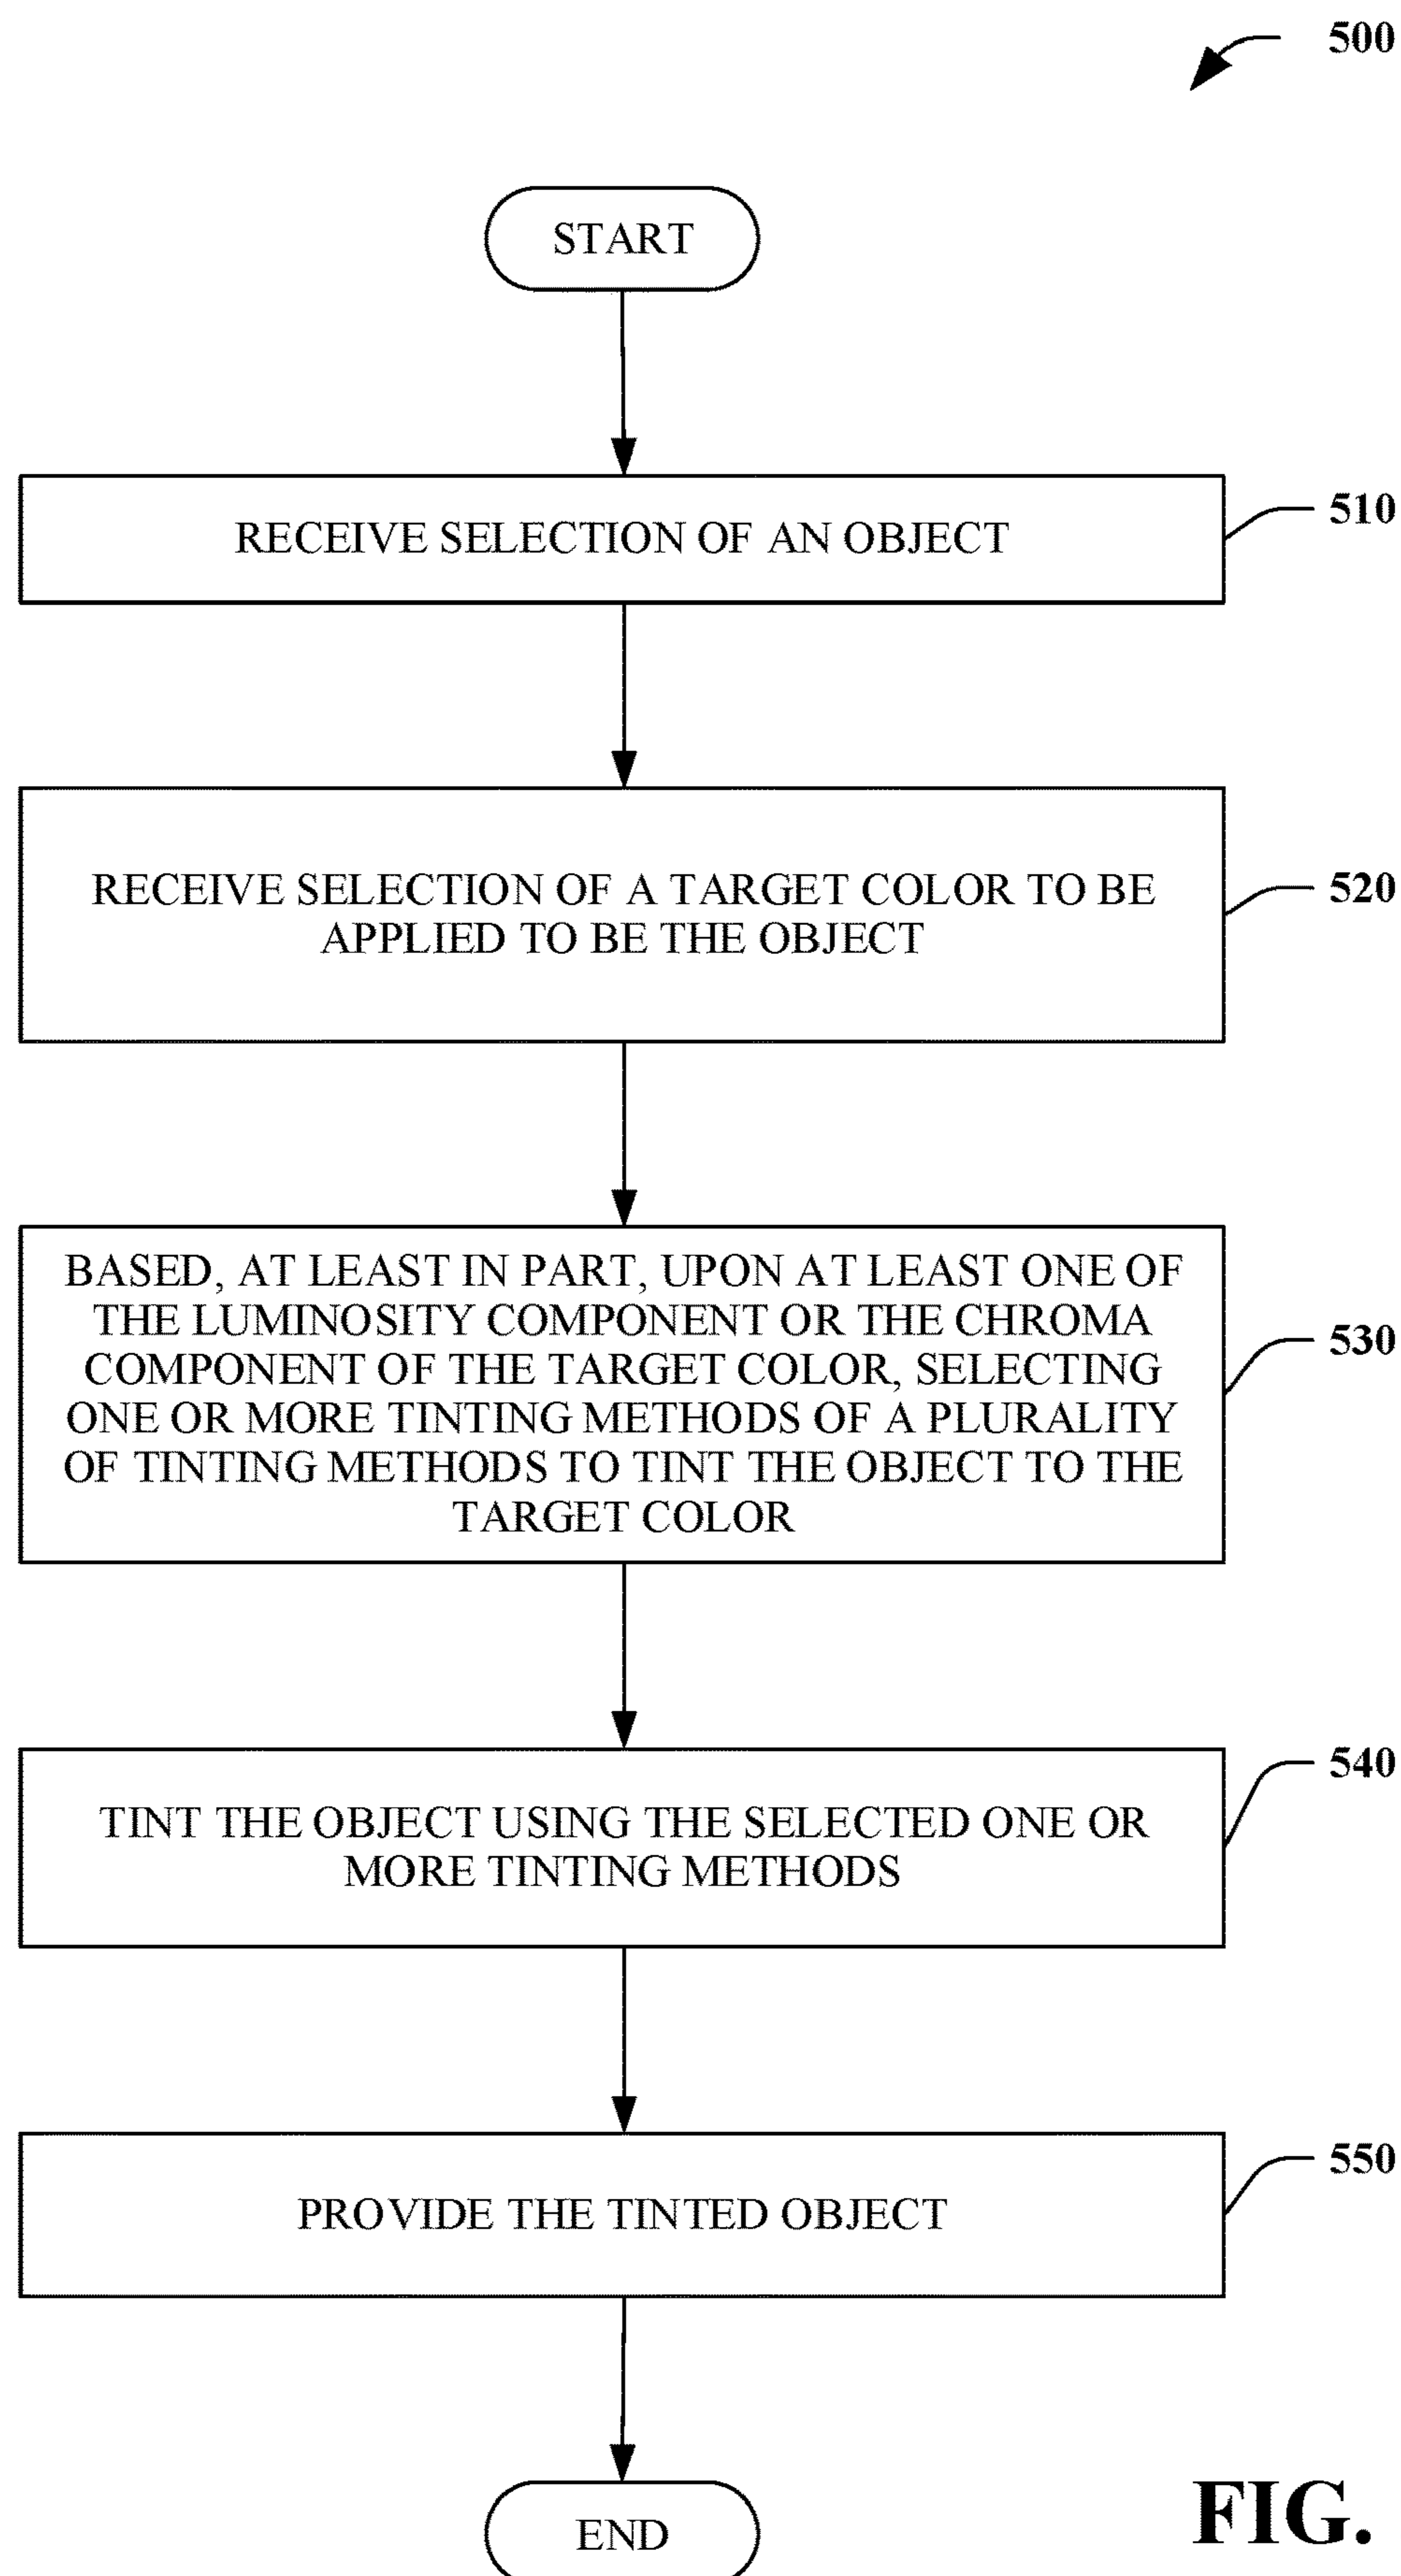 500
START
RECEIVE SELECTION OF AN OBJECT
510
RECEIVE SELECTION OF A TARGET COLOR TO BE
APPLIED TO BE THE OBJECT
520
BASED, AT LEAST IN PART, UPON AT LEAST ONE OF
THE LUMINOSITY COMPONENT OR THE CHROMA
COMPONENT OF THE TARGET COLOR, SELECTING
ONE OR MORE TINTING METHODS OF A PLURALITY
OF TINTING METHODS TO TINT THE OBJECT TO THE
TARGET COLOR
530
TINT THE OBJECT USING THE SELECTED ONE OR
MORE TINTING METHODS
540
PROVIDE THE TINTED OBJECT
550
END
FIG.